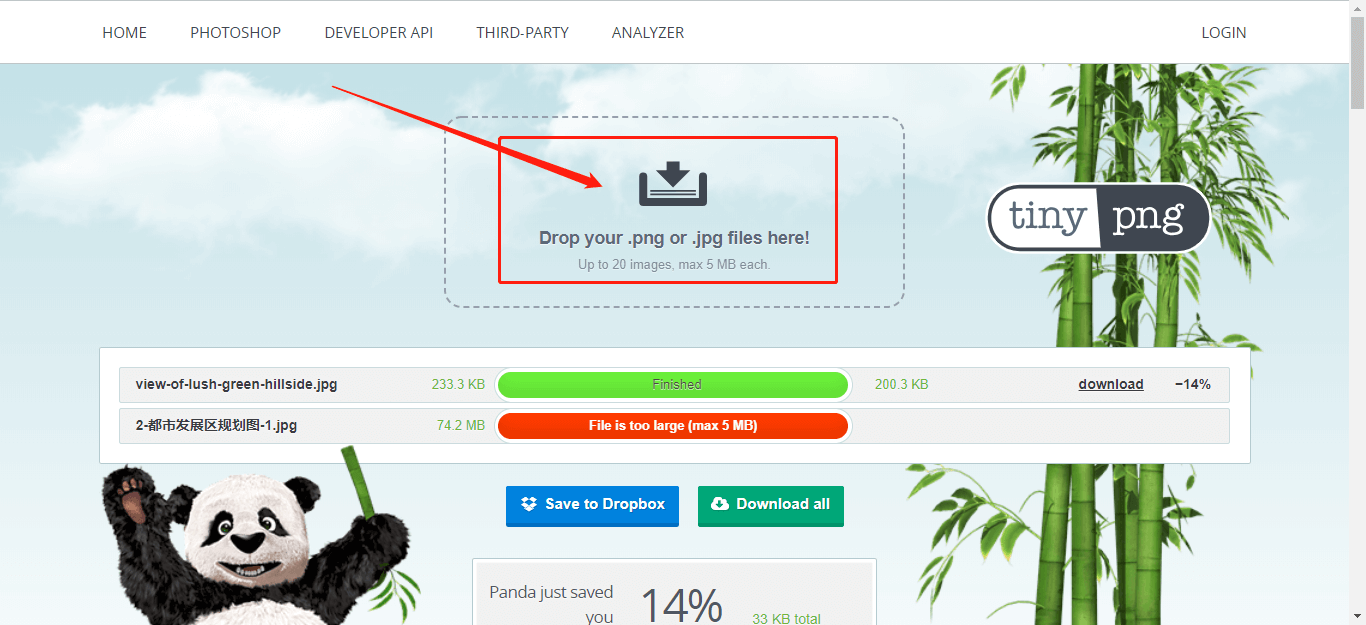 HOME PHOTOSHOP DEVELOPER API THIRD-PARTY ANALYZER LOGIN
Drop your .png or .jpg files here!
Up to 20 images, max 5 MB each.
tiny png
view-of-lush-green-hillside.jpg 233.3 KB Finished 200.3 KB download −14%
2-都市发展区规划图-1.jpg 74.2 MB File is too large (max 5 MB)
Save to Dropbox Download all
Panda just saved
you 14% 33 KB total